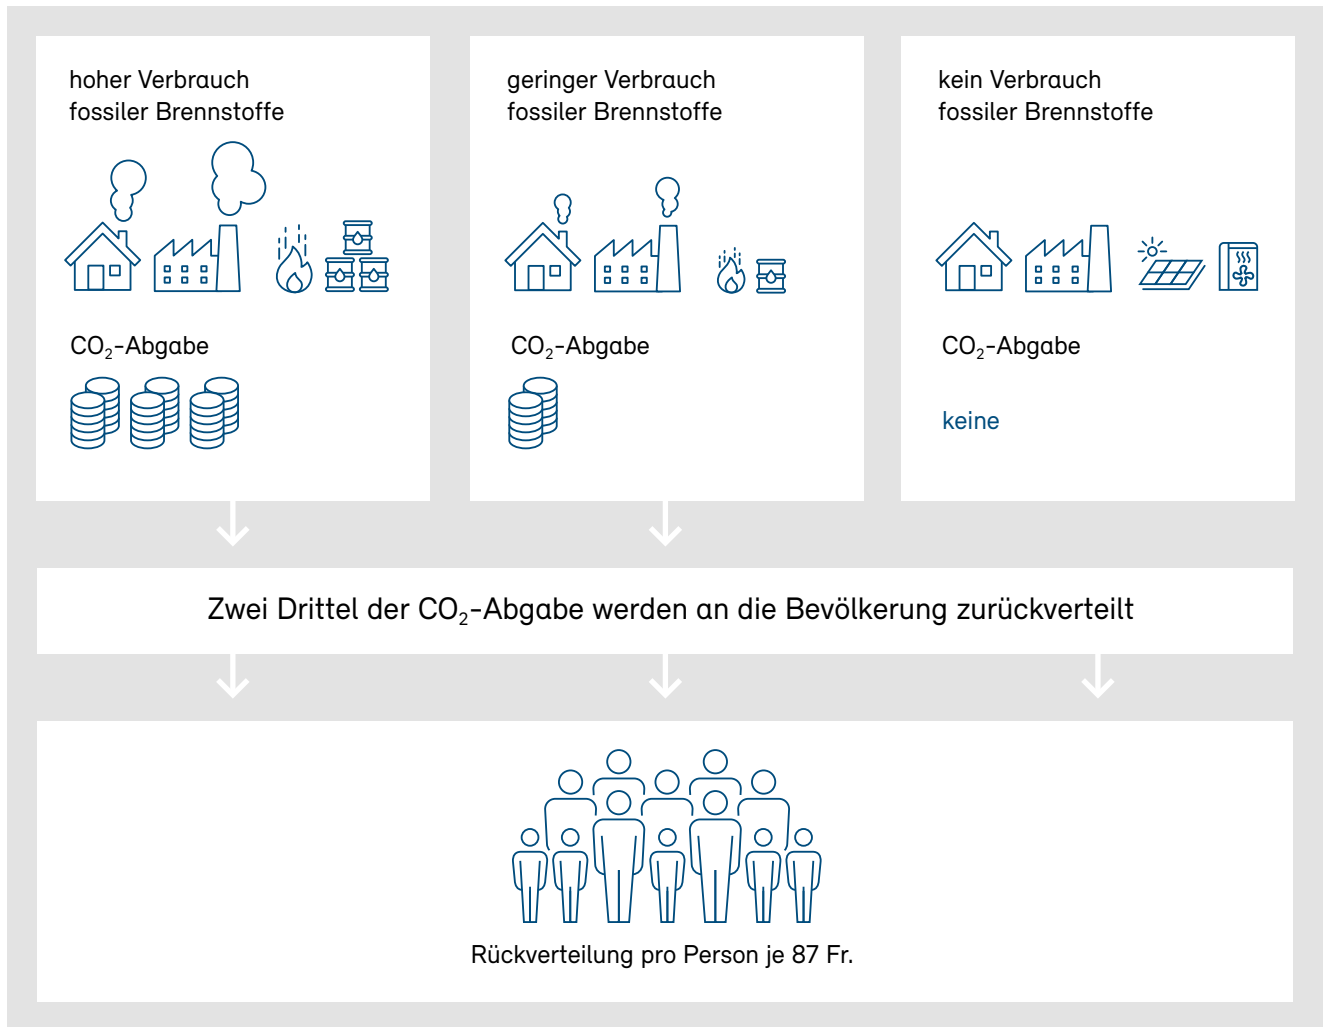 hoher Verbrauch
fossiler Brennstoffe
geringer Verbrauch
fossiler Brennstoffe
kein Verbrauch
fossiler Brennstoffe
CO₂-Abgabe
CO₂-Abgabe
CO₂-Abgabe
keine
Zwei Drittel der CO₂-Abgabe werden an die Bevölkerung zurückverteilt
Rückverteilung pro Person je 87 Fr.